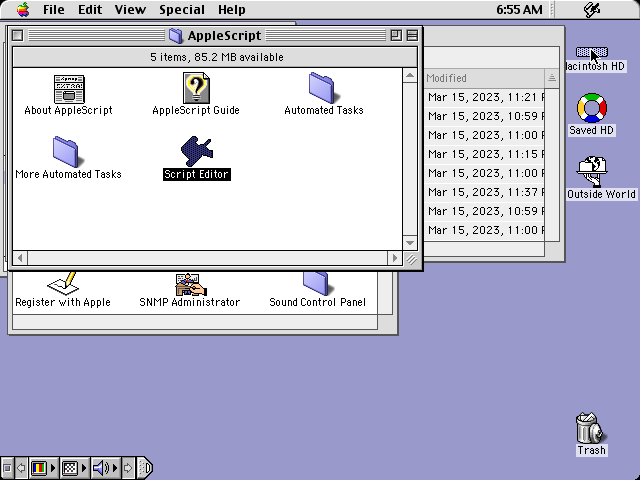 File Edit View Special Help
6:55 AM
AppleScript
5 items, 85.2 MB available
About AppleScript
AppleScript Guide
Automated Tasks
More Automated Tasks
Script Editor
Modified
Mar 15, 2023, 11:21
Mar 15, 2023, 10:59
Mar 15, 2023, 11:00
Mar 15, 2023, 11:15
Mar 15, 2023, 11:00
Mar 15, 2023, 11:37
Mar 15, 2023, 10:59
Mar 15, 2023, 11:00
Register with Apple
SNMP Administrator
Sound Control Panel
acintosh HD
Saved HD
Outside World
Trash